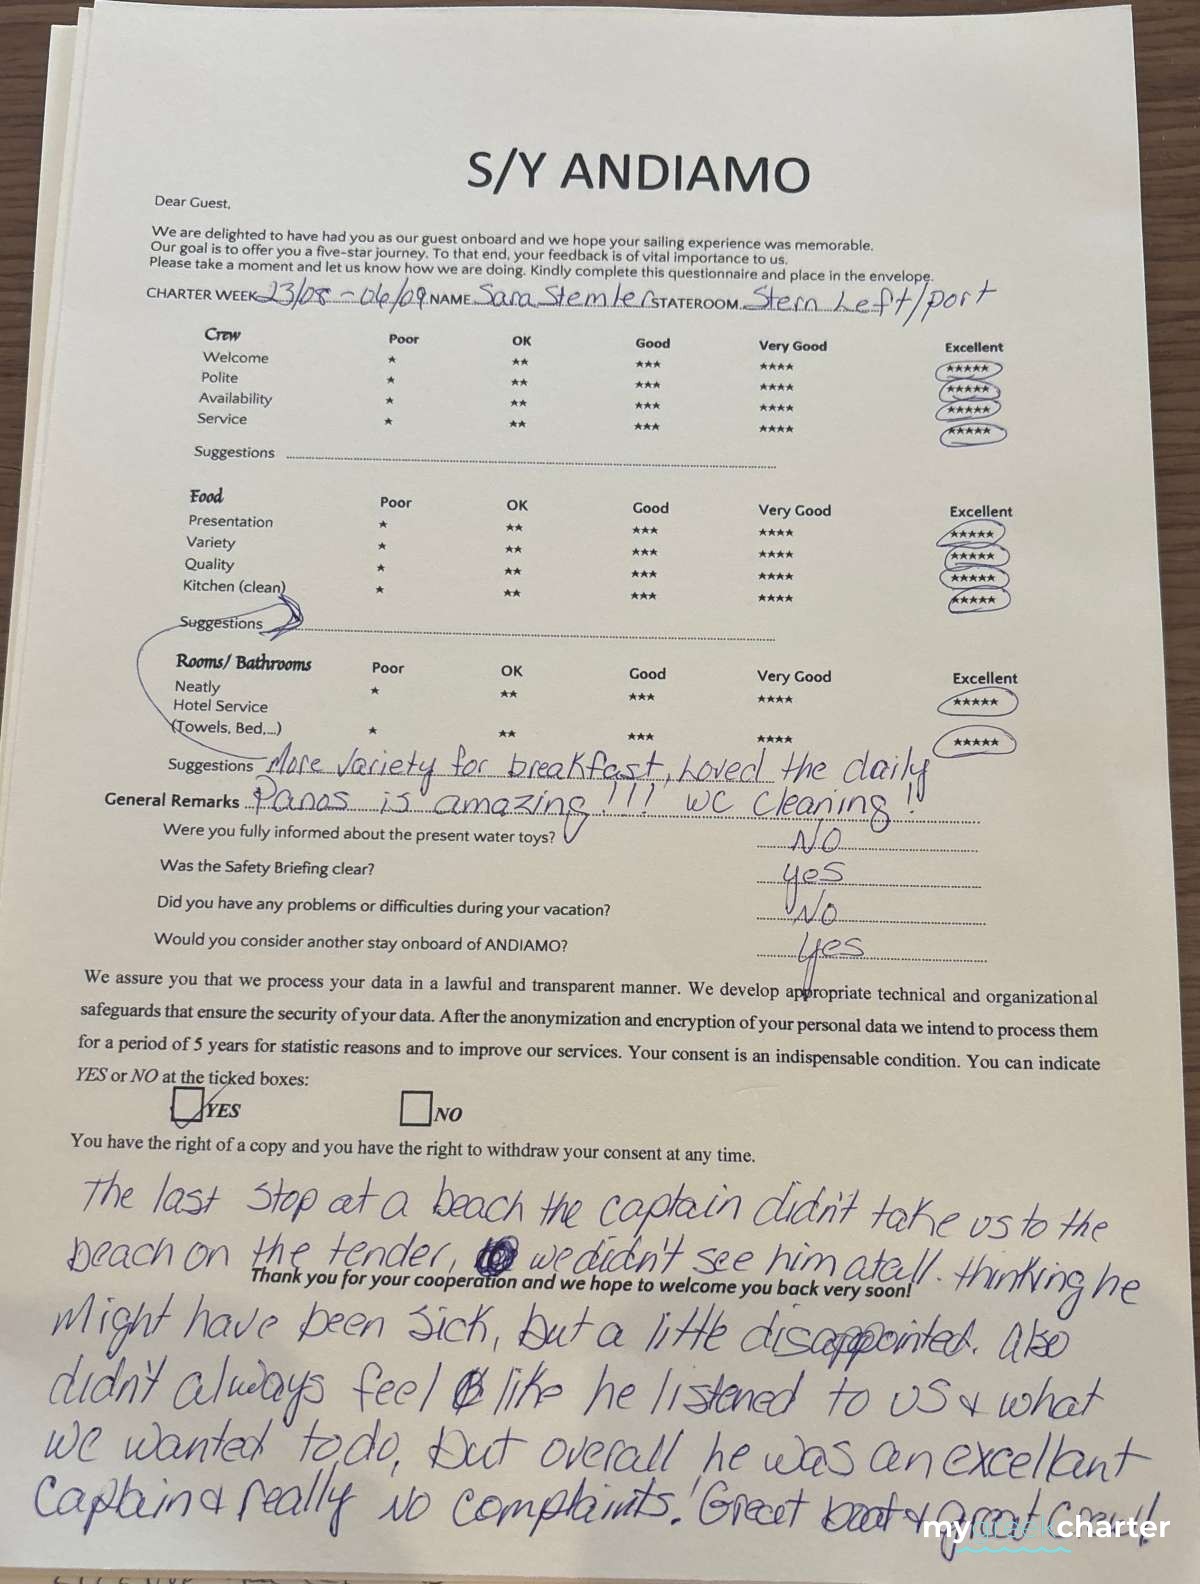 S/Y ANDIAMO
Dear Guest,
We are delighted to have had you as our guest onboard and we hope your sailing experience was memorable.
Our goal is to offer you a five-star journey. To that end, your feedback is of vital importance to us.
Please take a moment and let us know how we are doing. Kindly complete this questionnaire and place in the envelope.
CHARTER WEEK 23/08 - 06/09 NAME Sara Stemler STATEROOM Stern Left/port
Crew Poor OK Good Very Good Excellent
Welcome ★ ★★ ★★★ ★★★★ ★★★★★
Polite ★ ★★ ★★★ ★★★★ ★★★★★
Availability ★ ★★ ★★★ ★★★★ ★★★★★
Service ★ ★★ ★★★ ★★★★ ★★★★★
Suggestions
Food Poor OK Good Very Good Excellent
Presentation ★ ★★ ★★★ ★★★★ ★★★★★
Variety ★ ★★ ★★★ ★★★★ ★★★★★
Quality ★ ★★ ★★★ ★★★★ ★★★★★
Kitchen (clean) ★ ★★ ★★★ ★★★★ ★★★★★
Suggestions
Rooms/ Bathrooms Poor OK Good Very Good Excellent
Neatly ★ ★★ ★★★ ★★★★ ★★★★★
Hotel Service
(Towels, Bed,...) ★ ★★ ★★★ ★★★★ ★★★★★
Suggestions More variety for breakfast, Loved the daily
General Remarks Panos is amazing!!! WC cleaning!
Were you fully informed about the present water toys? NO
Was the Safety Briefing clear? yes
Did you have any problems or difficulties during your vacation? NO
Would you consider another stay onboard of ANDIAMO? yes
We assure you that we process your data in a lawful and transparent manner. We develop appropriate technical and organizational
safeguards that ensure the security of your data. After the anonymization and encryption of your personal data we intend to process them
for a period of 5 years for statistic reasons and to improve our services. Your consent is an indispensable condition. You can indicate
YES or NO at the ticked boxes:
YES NO
You have the right of a copy and you have the right to withdraw your consent at any time.
The last stop at a beach the captain didn't take us to the
beach on the tender, we didn't see him at all. thinking he
Thank you for your cooperation and we hope to welcome you back very soon!
might have been sick, but a little disappointed. Also
didn't always feel like he listened to us & what
we wanted to do, but overall he was an excellant
captain & really no complaints. Great boat & great crew!
mygreekcharter